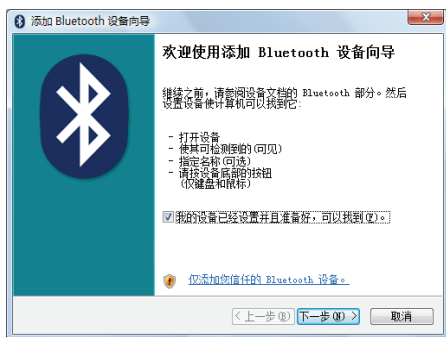 添加 Bluetooth 设备向导
欢迎使用添加 Bluetooth 设备向导
继续之前，请参阅设备文档的 Bluetooth 部分。然后
设置设备使计算机可以找到它:
- 打开设备
- 使其可检测到的(可见)
- 指定名称(可选)
- 请按设备底部的按钮
(仅键盘和鼠标)
我的设备已经设置并且准备好，可以找到(Z)。
仅添加您信任的 Bluetooth 设备。
< 上一步(B) 下一步(N) > 取消